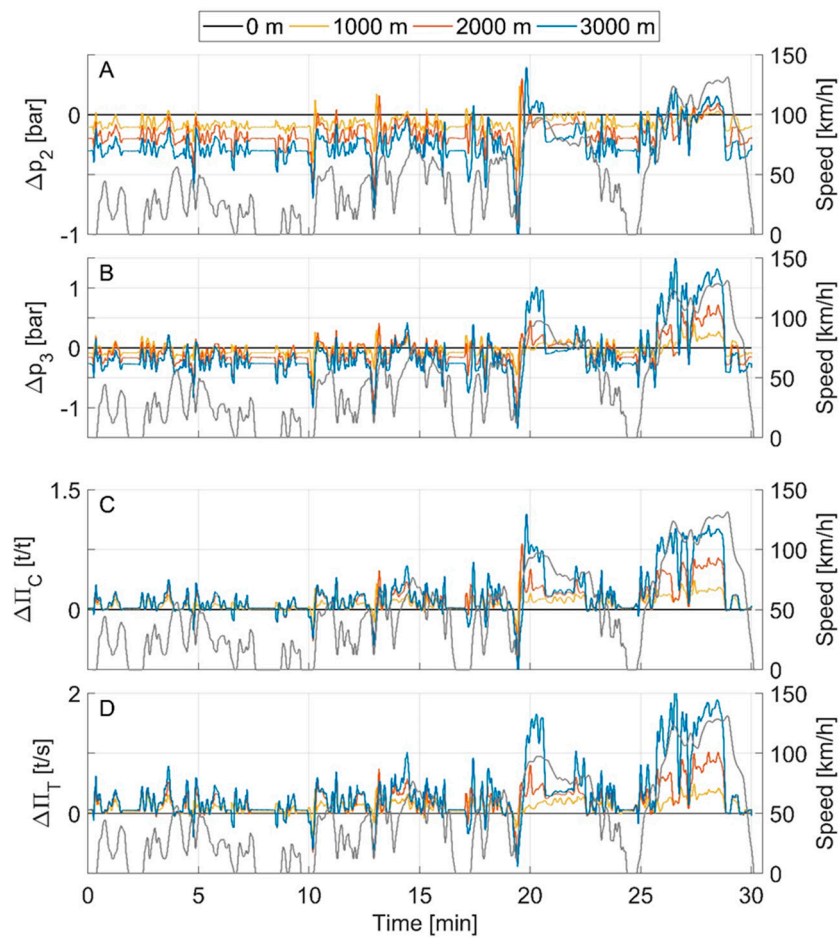 0 m 1000 m 2000 m 3000 m
A
Δp2 [bar]
0
-1
150
100
50
0
Speed [km/h]
B
Δp3 [bar]
1
0
-1
150
100
50
0
Speed [km/h]
C
ΔΠC [t/t]
1.5
0
150
100
50
0
Speed [km/h]
D
ΔΠT [t/s]
2
0
150
100
50
0
Speed [km/h]
0 5 10 15 20 25 30
Time [min]